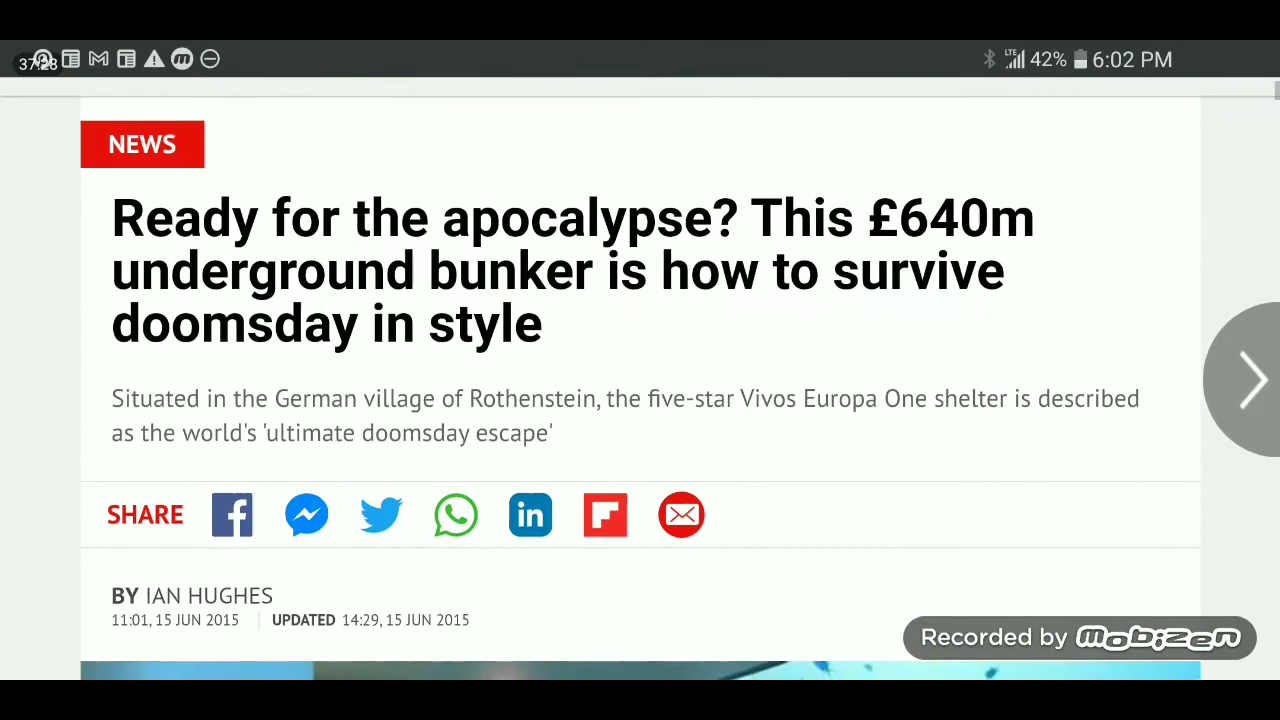 37:28
LTE 42% 6:02 PM
NEWS
Ready for the apocalypse? This £640m
underground bunker is how to survive
doomsday in style
Situated in the German village of Rothenstein, the five-star Vivos Europa One shelter is described
as the world's 'ultimate doomsday escape'
SHARE
BY IAN HUGHES
11:01, 15 JUN 2015 UPDATED 14:29, 15 JUN 2015
Recorded by mobizen